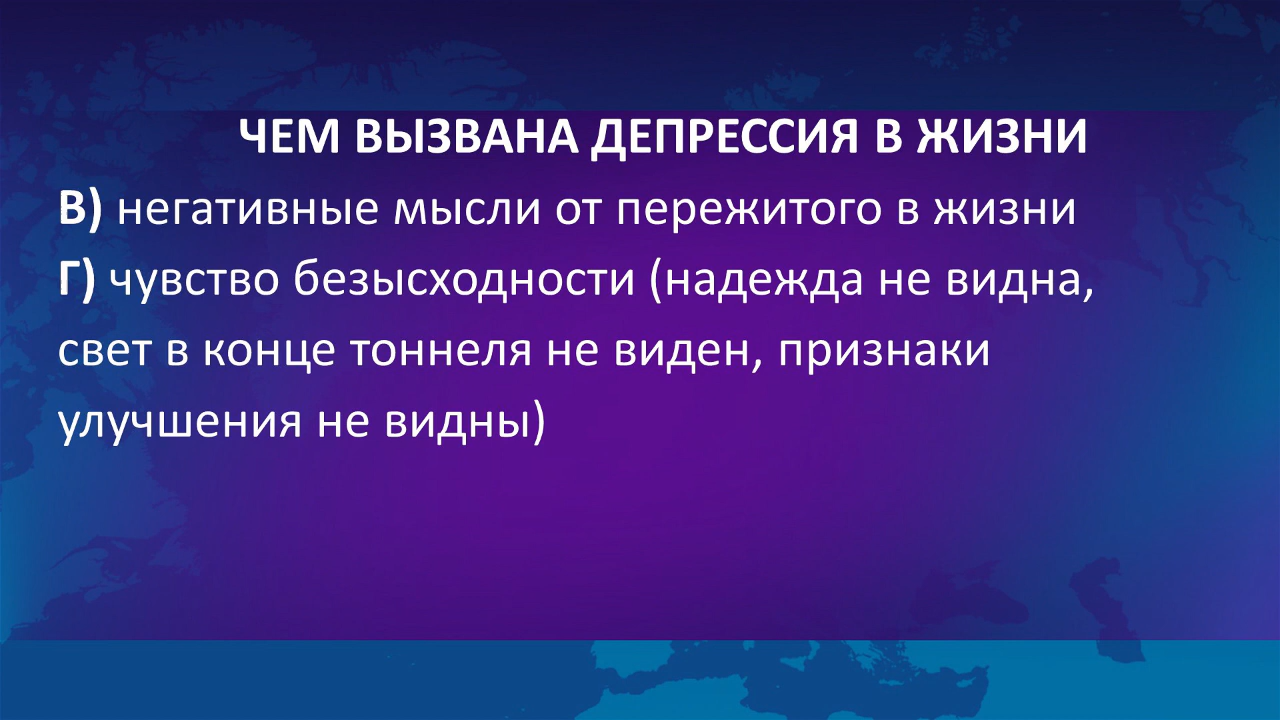 ЧЕМ ВЫЗВАНА ДЕПРЕССИЯ В ЖИЗНИ
В) негативные мысли от пережитого в жизни
Г) чувство безысходности (надежда не видна,
свет в конце тоннеля не виден, признаки
улучшения не видны)